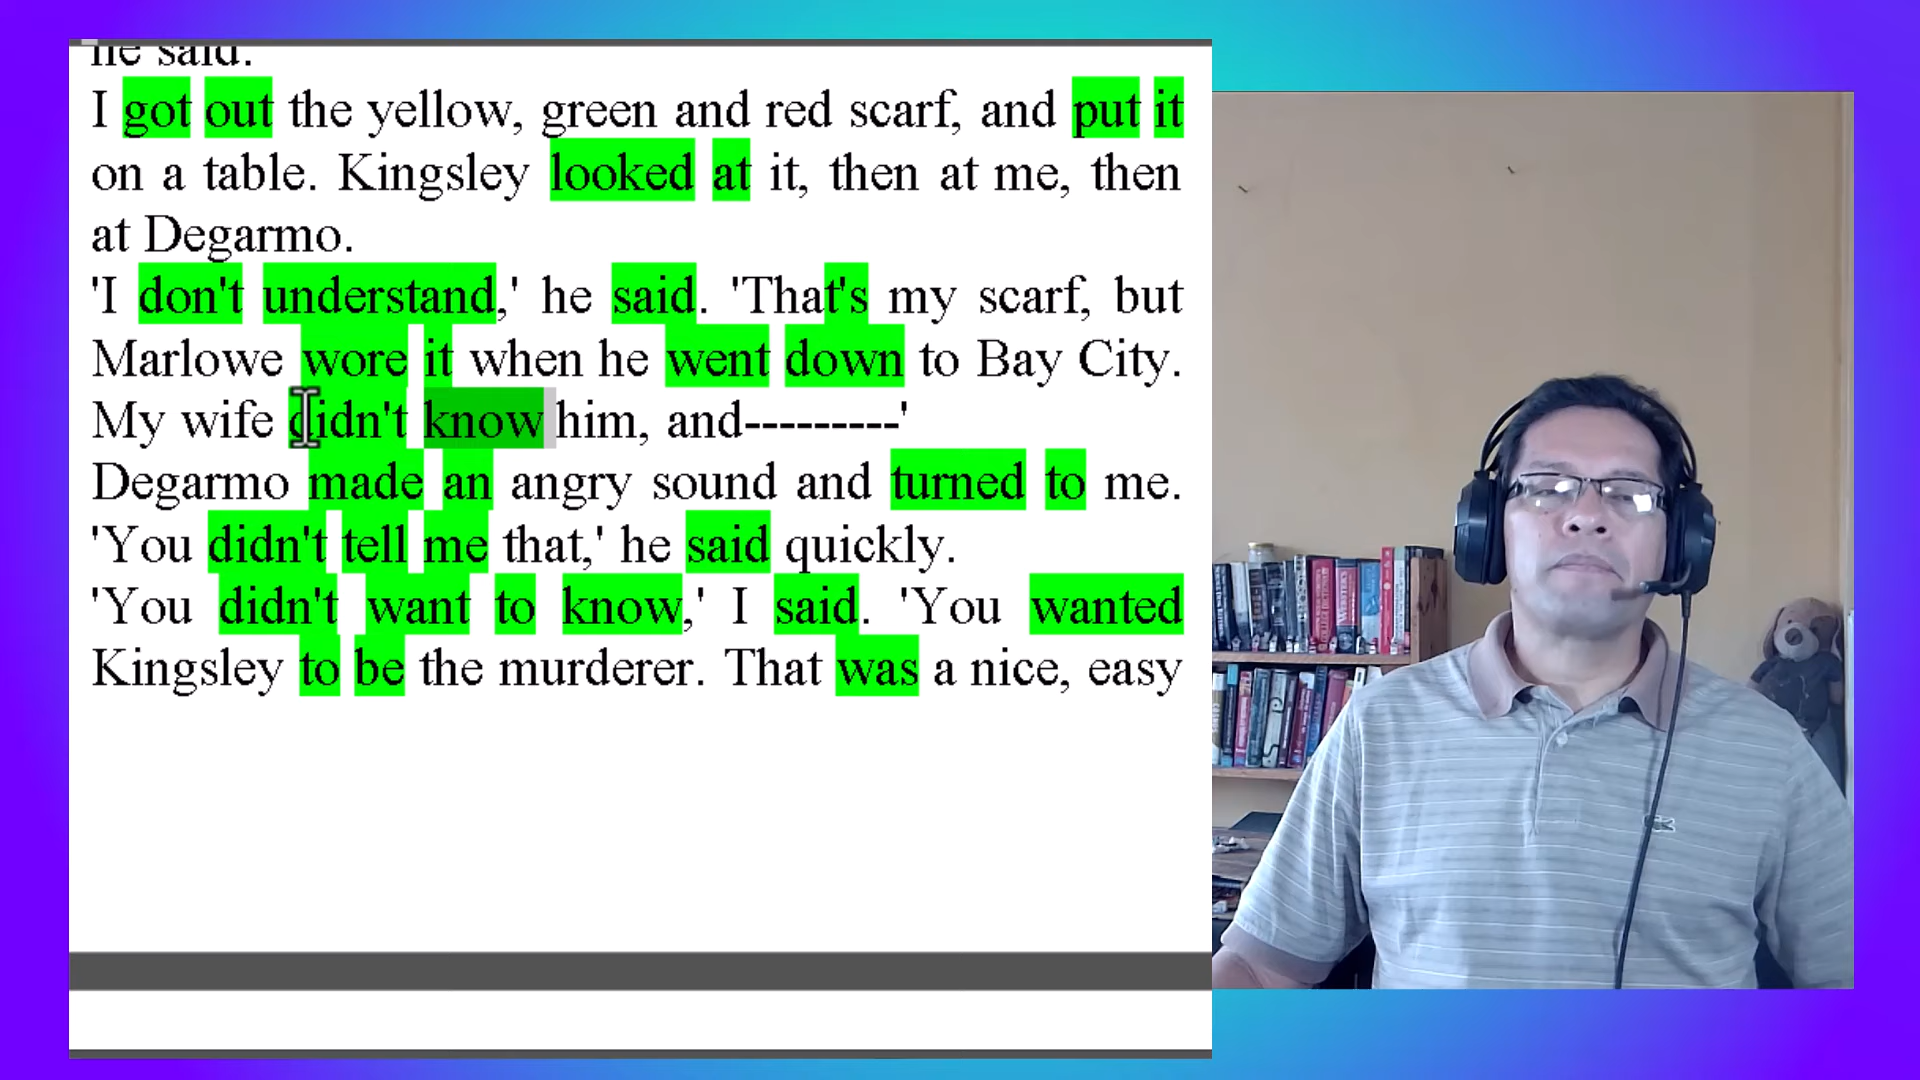 he said.
I got out the yellow, green and red scarf, and put it
on a table. Kingsley looked at it, then at me, then
at Degarmo.
'I don't understand,' he said. 'That's my scarf, but
Marlowe wore it when he went down to Bay City.
My wife didn't know him, and---------'
Degarmo made an angry sound and turned to me.
'You didn't tell me that,' he said quickly.
'You didn't want to know,' I said. 'You wanted
Kingsley to be the murderer. That was a nice, easy